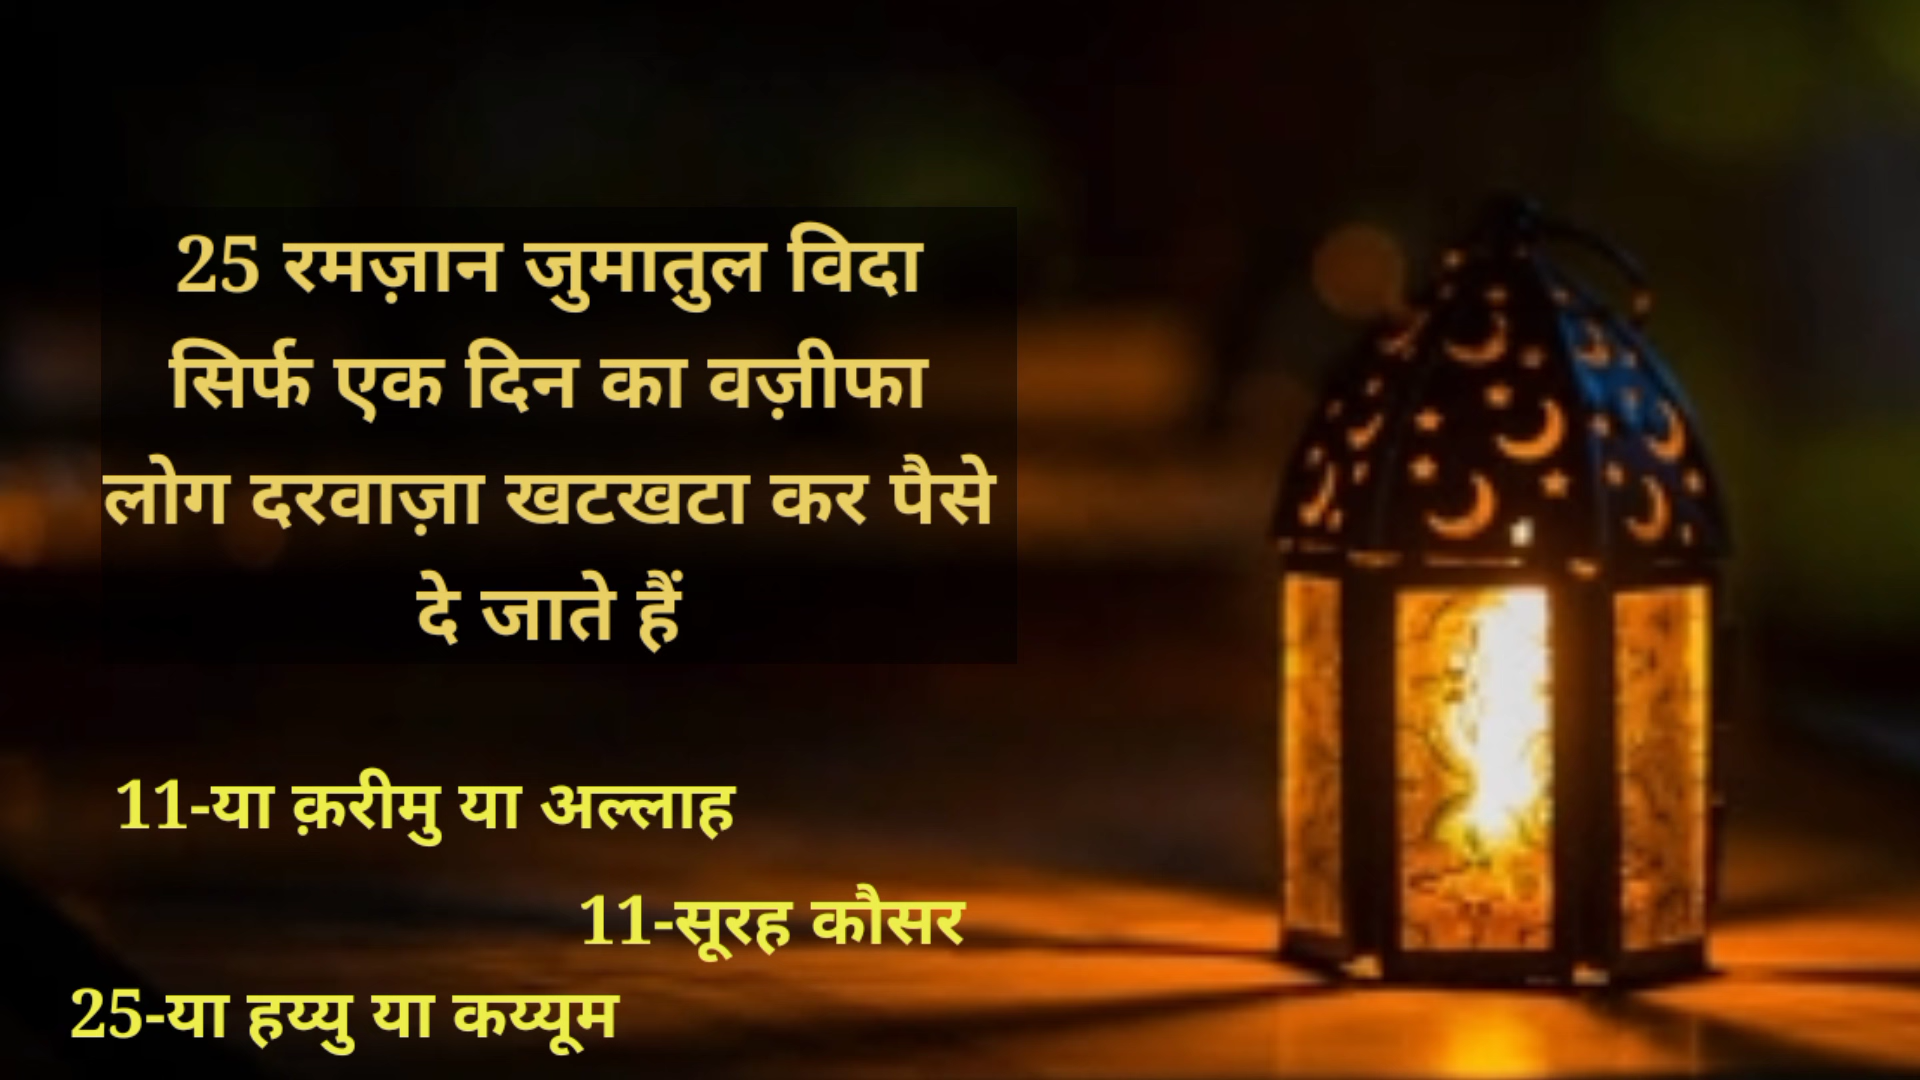 25 रमज़ान जुमातुल विदा
सिर्फ एक दिन का वज़ीफा
लोग दरवाज़ा खटखटा कर पैसे
दे जाते हैं
11-या क़रीमु या अल्लाह
11-सूरह कौसर
25-या हय्यु या कय्यूम